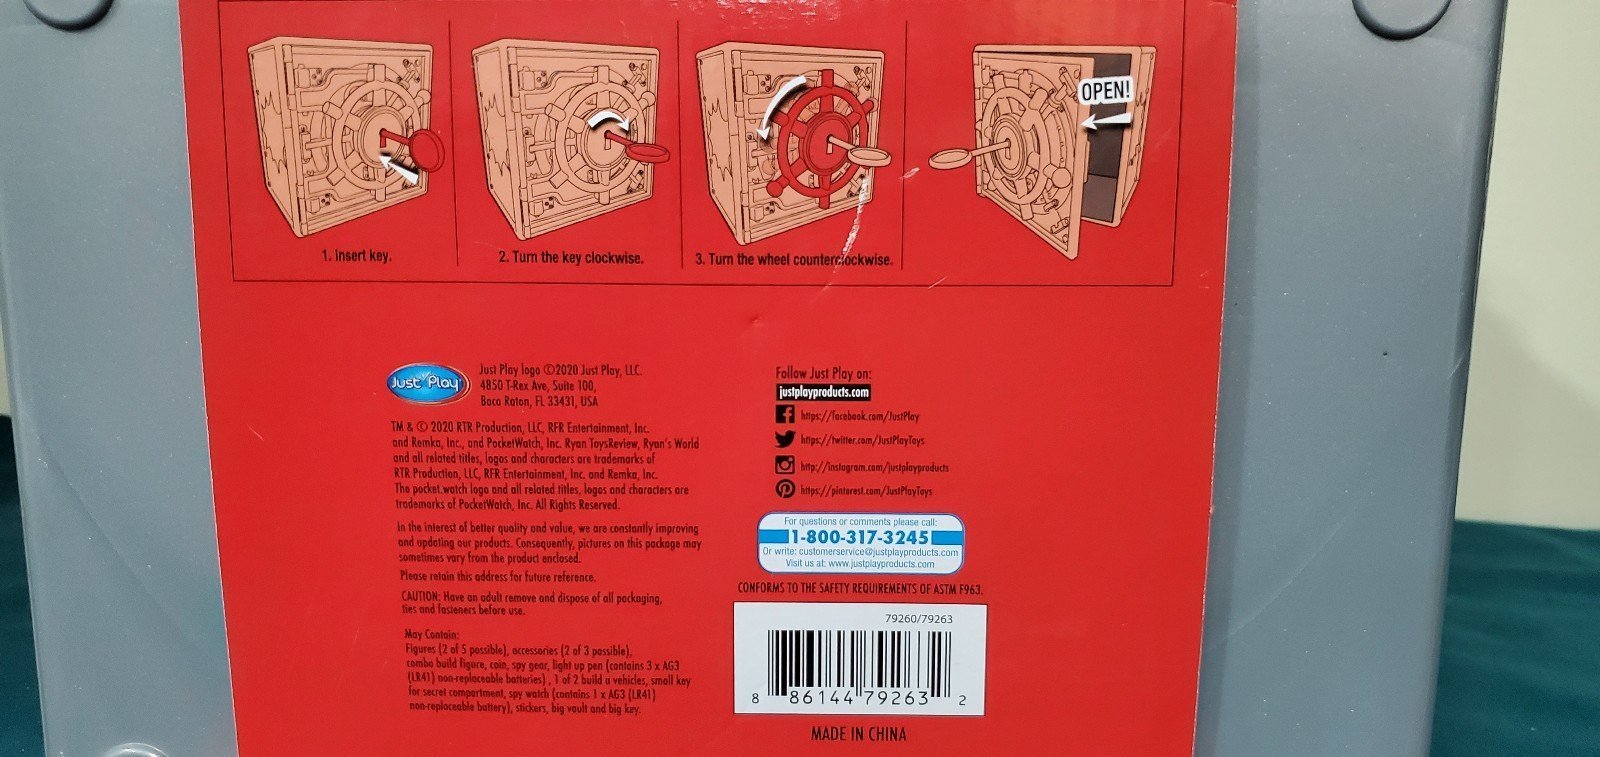 OPEN!
1. Insert key.
2. Turn the key clockwise.
3. Turn the wheel counterclockwise.
Just Play
Just Play logo ©2020 Just Play, LLC.
4850 T-Rex Ave, Suite 100,
Boca Raton, FL 33431, USA
TM & © 2020 RTR Production, LLC, RFR Entertainment, Inc.
and Remka, Inc., and PocketWatch, Inc. Ryan ToysReview, Ryan's World
and all related titles, logos and characters are trademarks of
RTR Production, LLC, RFR Entertainment, Inc. and Remka, Inc.
The pocket.watch logo and all related titles, logos and characters are
trademarks of PocketWatch, Inc. All Rights Reserved.
In the interest of better quality and value, we are constantly improving
and updating our products. Consequently, pictures on this package may
sometimes vary from the product enclosed.
Please retain this address for future reference.
CAUTION: Have an adult remove and dispose of all packaging,
ties and fasteners before use.
May Contain:
Figures (2 of 5 possible), accessories (2 of 3 possible),
combo build figure, coin, spy gear, light up pen (contains 3 x AG3
(LR41) non-replaceable batteries) , 1 of 2 build a vehicles, small key
for secret compartment, spy watch (contains 1 x AG3 (LR41)
non-replaceable battery), stickers, big vault and big key.
Follow Just Play on:
justplayproducts.com
https://facebook.com/JustPlay
https://twitter.com/JustPlayToys
http://instagram.com/justplayproducts
https://pinterest.com/JustPlayToys
For questions or comments please call:
1-800-317-3245
Or write: customerservice@justplayproducts.com
Visit us at: www.justplayproducts.com
CONFORMS TO THE SAFETY REQUIREMENTS OF ASTM F963.
79260/79263
8 86144 79263 2
MADE IN CHINA